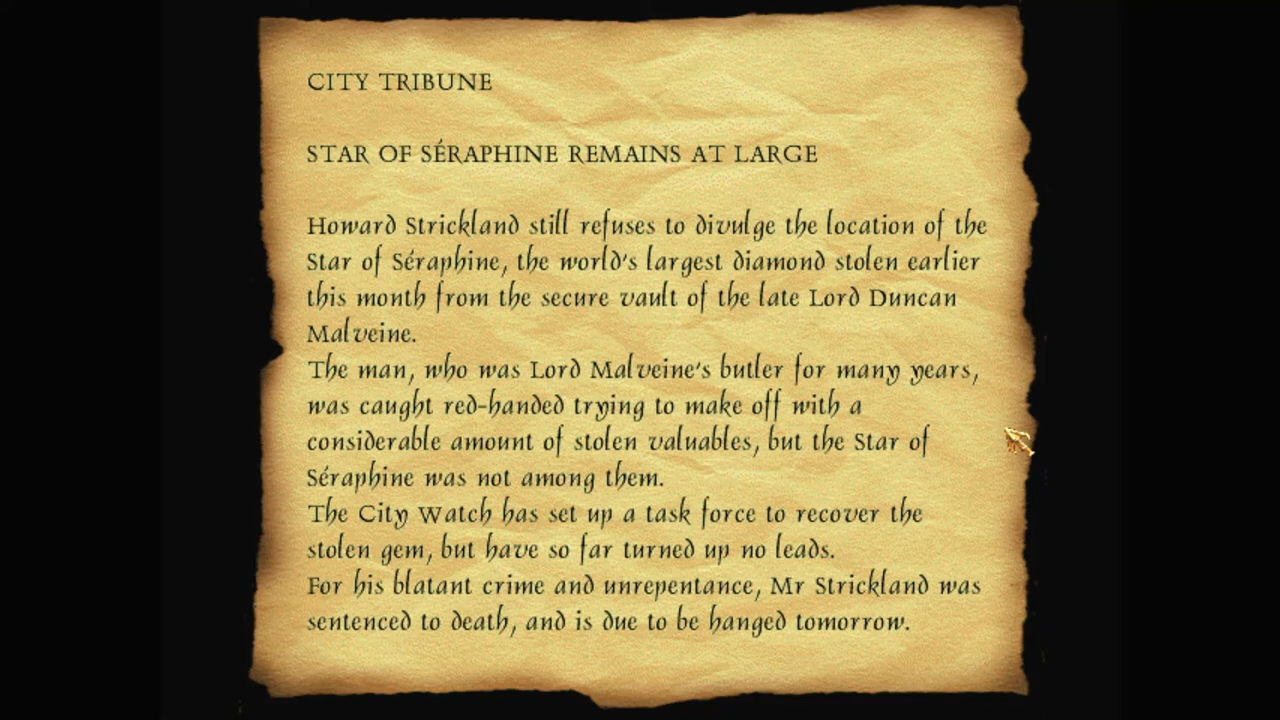 CITY TRIBUNE
STAR OF SÉRAPHINE REMAINS AT LARGE
Howard Strickland still refuses to divulge the location of the
Star of Séraphine, the world's largest diamond stolen earlier
this month from the secure vault of the late Lord Duncan
Malveine.
The man, who was Lord Malveine's butler for many years,
was caught red-handed trying to make off with a
considerable amount of stolen valuables, but the Star of
Séraphine was not among them.
The City Watch has set up a task force to recover the
stolen gem, but have so far turned up no leads.
For his blatant crime and unrepentance, Mr Strickland was
sentenced to death, and is due to be hanged tomorrow.